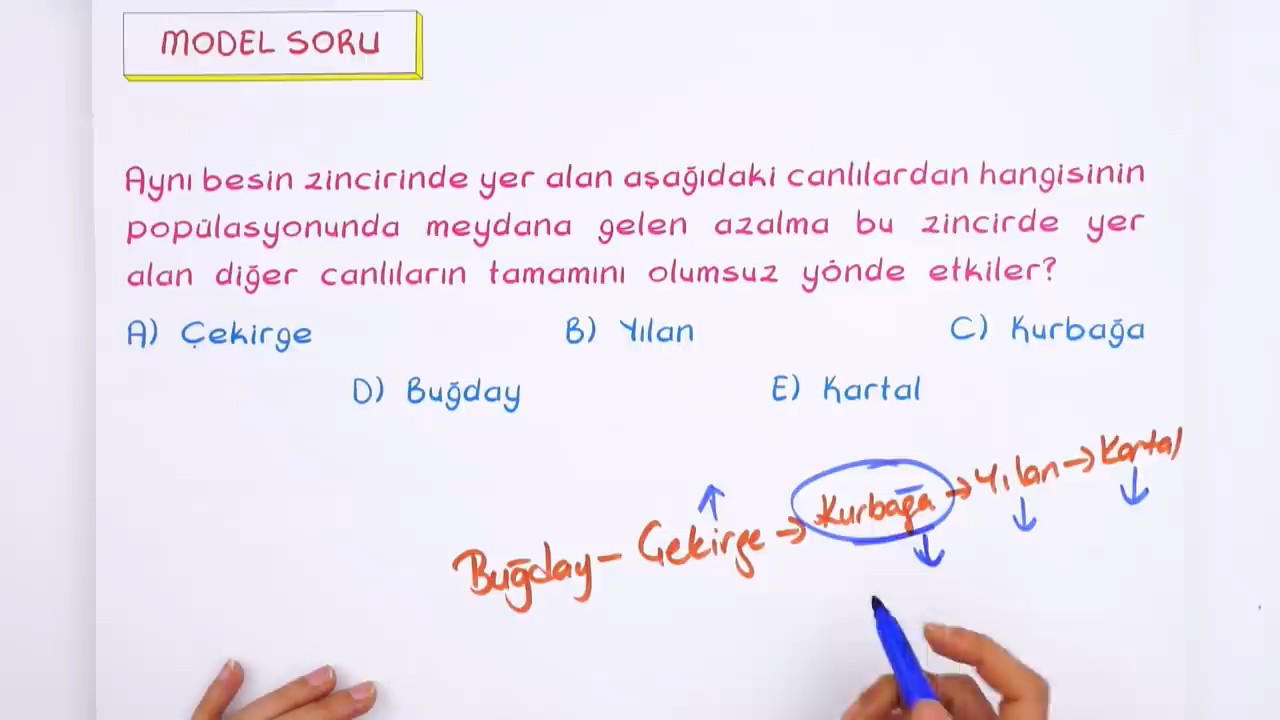 MODEL SORU
Aynı besin zincirinde yer alan aşağıdaki canlılardan hangisinin
popülasyonunda meydana gelen azalma bu zincirde yer
alan diğer canlıların tamamını olumsuz yönde etkiler?
A) Çekirge B) Yılan C) Kurbağa
D) Buğday E) Kartal
Buğday - Çekirge → Kurbağa → Yılan → Kartal